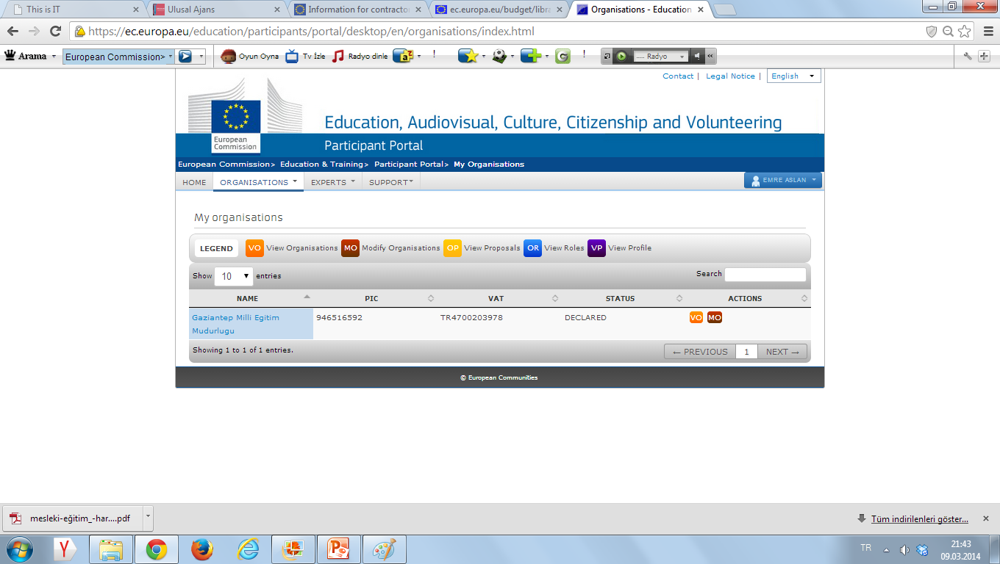 This is IT
Ulusal Ajans
Information for contractor
ec.europa.eu/budget/libra
Organisations - Education
https://ec.europa.eu/education/participants/portal/desktop/en/organisations/index.html
Arama
European Commission>
Oyun Oyna
Tv İzle
Radyo dinle
..... Radyo
Contact | Legal Notice |
English
European
Commission
Education, Audiovisual, Culture, Citizenship and Volunteering
Participant Portal
European Commission> Education & Training> Participant Portal> My Organisations
HOME ORGANISATIONS EXPERTS SUPPORT
EMRE ASLAN
My organisations
LEGEND VO View Organisations MO Modify Organisations OP View Proposals OR View Roles VP View Profile
Show 10 entries
Search
NAME PIC VAT STATUS ACTIONS
Gaziantep Milli Egitim
Mudurlugu
946516592 TR4700203978 DECLARED VO MO
Showing 1 to 1 of 1 entries.
← PREVIOUS 1 NEXT →
© European Communities
mesleki-eğitim_-har....pdf
Tüm indirilenleri göster...
TR
21:43
09.03.2014